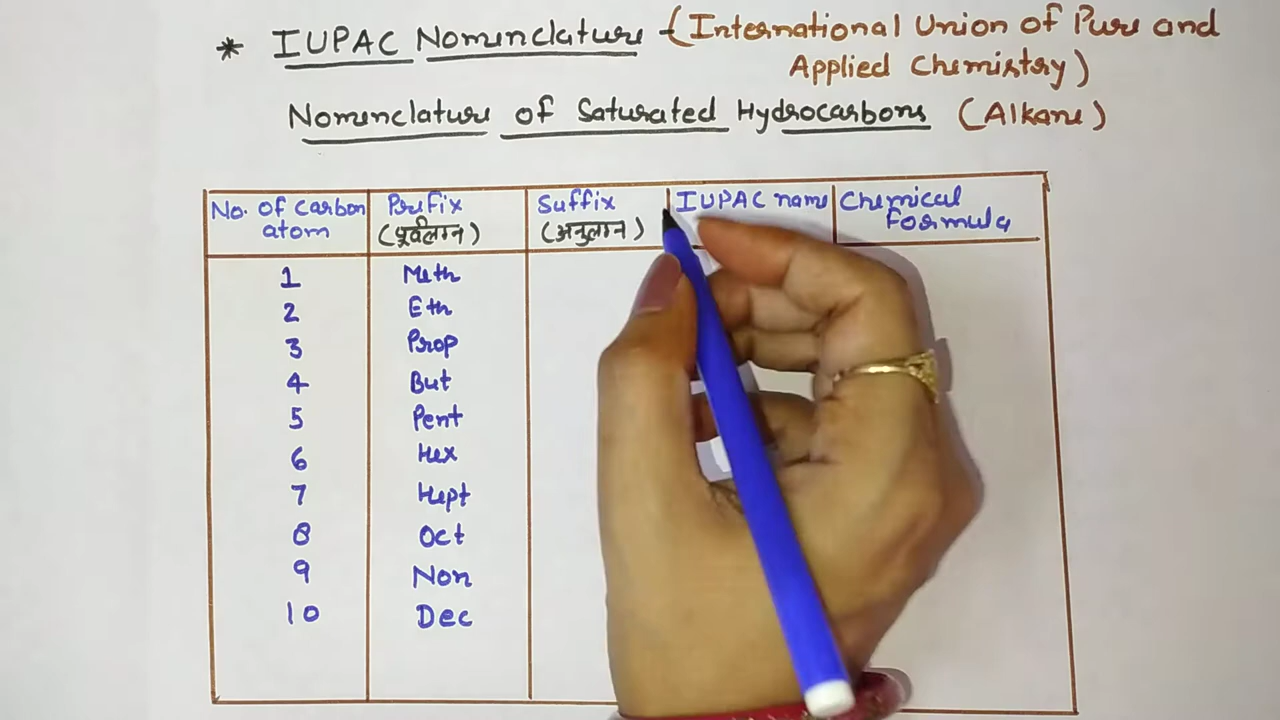 * IUPAC Nomenclature - (International Union of Pure and
Applied Chemistry)
Nomenclature of Saturated Hydrocarbons (Alkane)
No. of carbon atom | Prefix (पूर्वलग्न) | Suffix (अनुलग्न) | IUPAC name | Chemical formula
1 Meth
2 Eth
3 Prop
4 But
5 Pent
6 Hex
7 Hept
8 Oct
9 Non
10 Dec